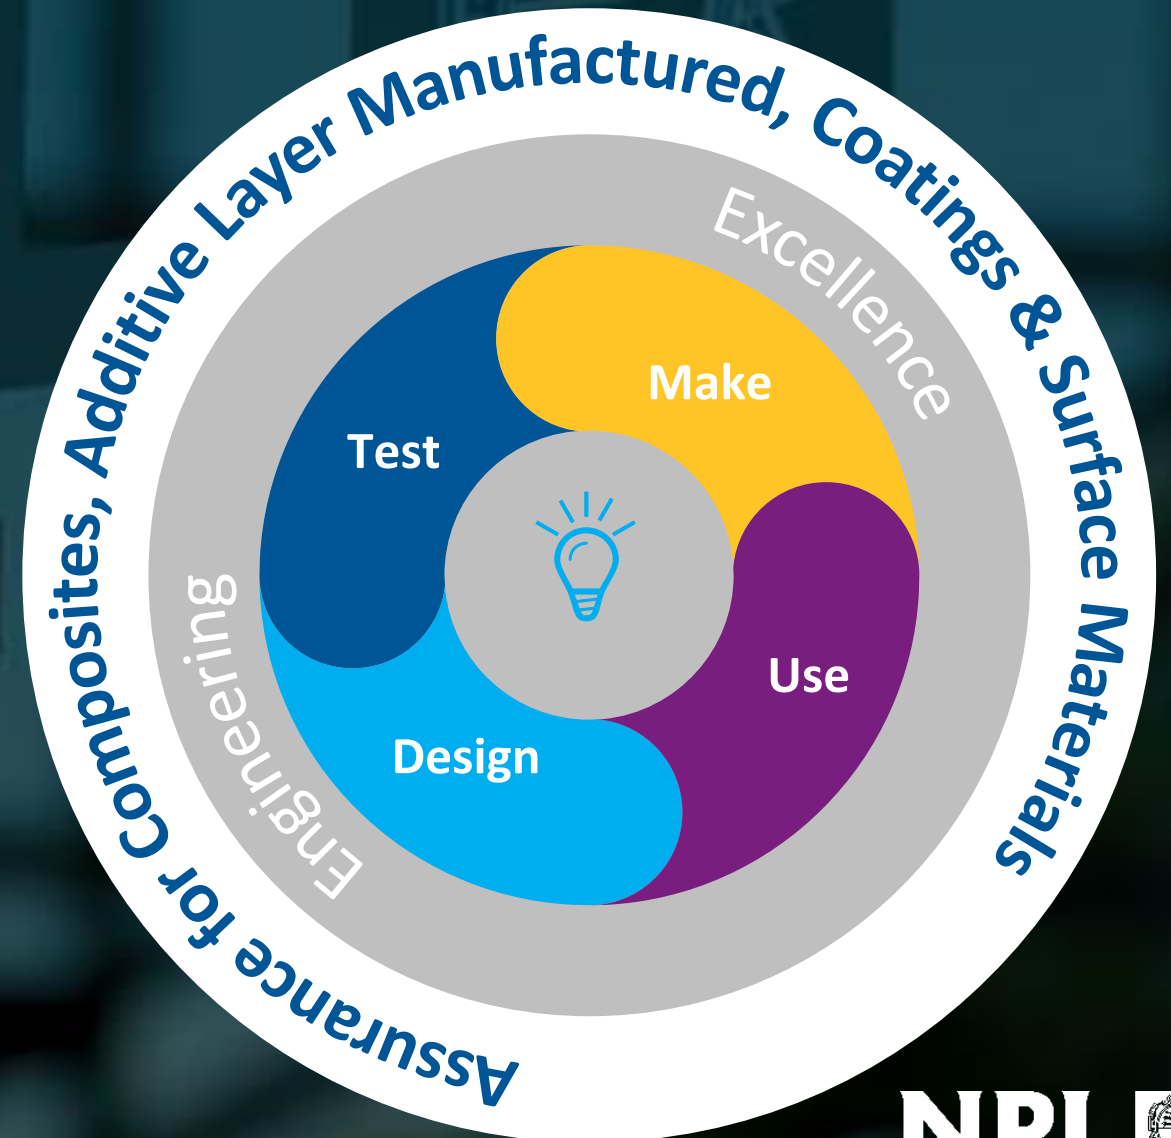 Assurance for Composites, Additive Layer Manufactured, Coatings & Surface Materials
Engineering Excellence
Test
Make
Use
Design
NPL